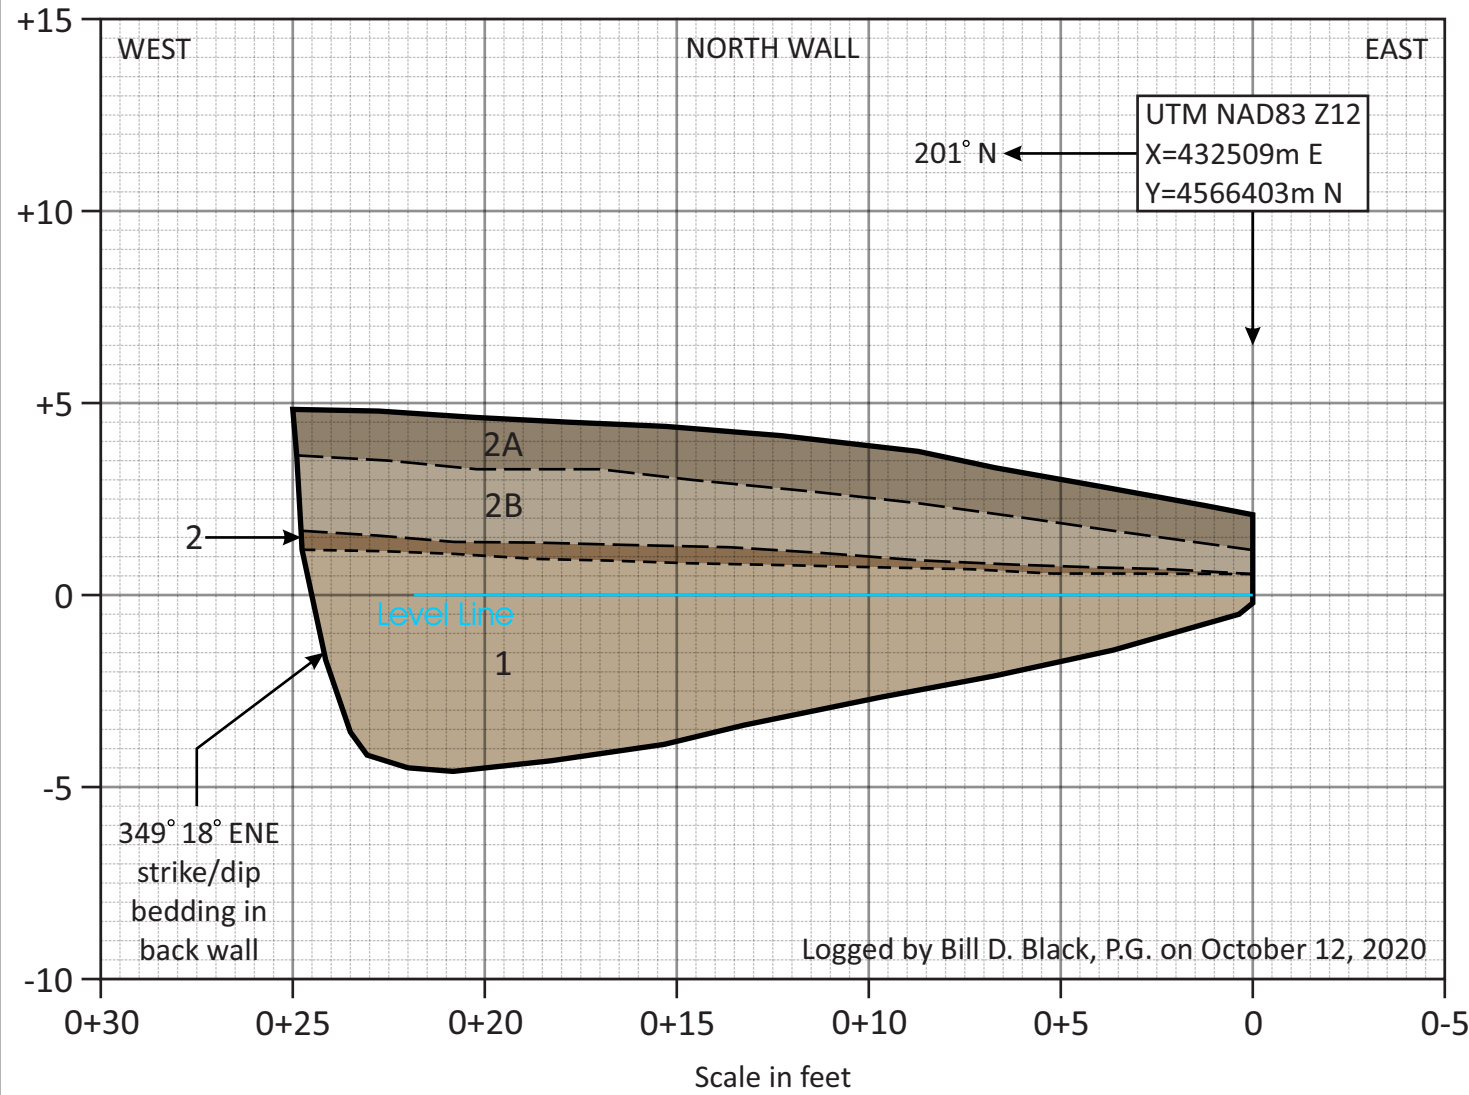 +15
WEST
NORTH WALL
EAST
UTM NAD83 Z12
201° N
X=432509m E
Y=4566403m N
+10
+5
2A
2B
2
0
Level Line
1
-5
349° 18° ENE
strike/dip
bedding in
back wall
Logged by Bill D. Black, P.G. on October 12, 2020
-10
0+30 0+25 0+20 0+15 0+10 0+5 0 0-5
Scale in feet